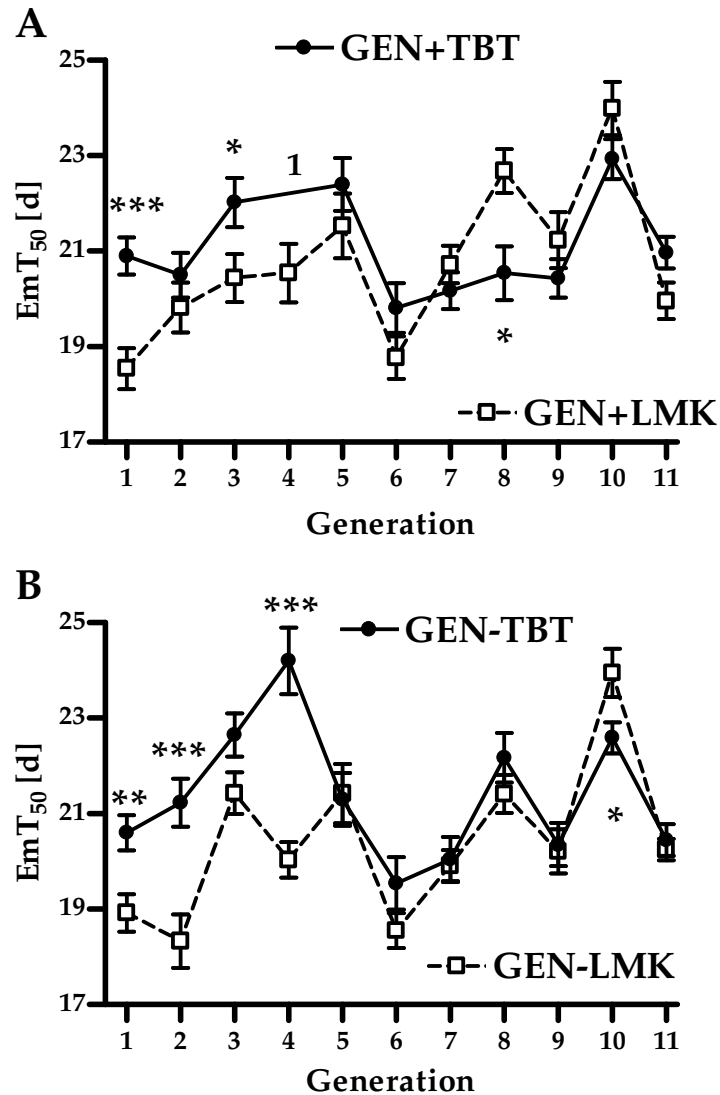 A
GEN+TBT
25
23
21
19
17
EmT50 [d]
***
*
1
*
GEN+LMK
1 2 3 4 5 6 7 8 9 10 11
Generation
B
GEN-TBT
25
23
21
19
17
EmT50 [d]
**
***
***
*
GEN-LMK
1 2 3 4 5 6 7 8 9 10 11
Generation